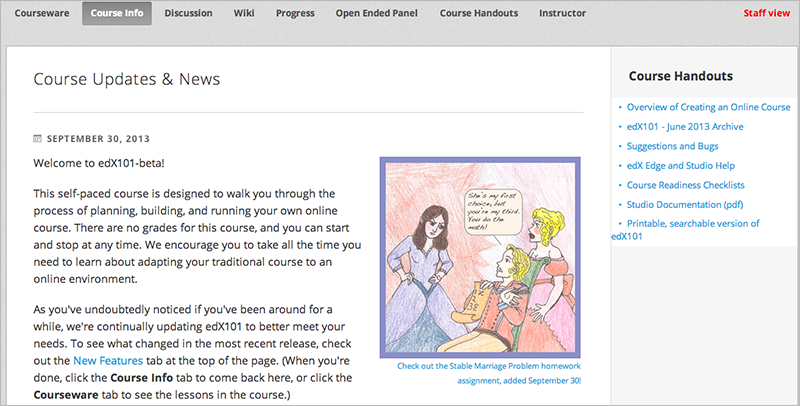 Courseware Course Info Discussion Wiki Progress Open Ended Panel Course Handouts Instructor Staff view
Course Updates & News
SEPTEMBER 30, 2013
Welcome to edX101-beta!
This self-paced course is designed to walk you through the
process of planning, building, and running your own online
course. There are no grades for this course, and you can start
and stop at any time. We encourage you to take all the time you
need to learn about adapting your traditional course to an
online environment.
As you've undoubtedly noticed if you've been around for a
while, we're continually updating edX101 to better meet your
needs. To see what changed in the most recent release, check
out the New Features tab at the top of the page. (When you're
done, click the Course Info tab to come back here, or click the
Courseware tab to see the lessons in the course.)
She's my first
choice, but
you're my third.
You do the
math!
Check out the Stable Marriage Problem homework
assignment, added September 30!
Course Handouts
• Overview of Creating an Online Course
• edX101 - June 2013 Archive
• Suggestions and Bugs
• edX Edge and Studio Help
• Course Readiness Checklists
• Studio Documentation (pdf)
• Printable, searchable version of
edX101